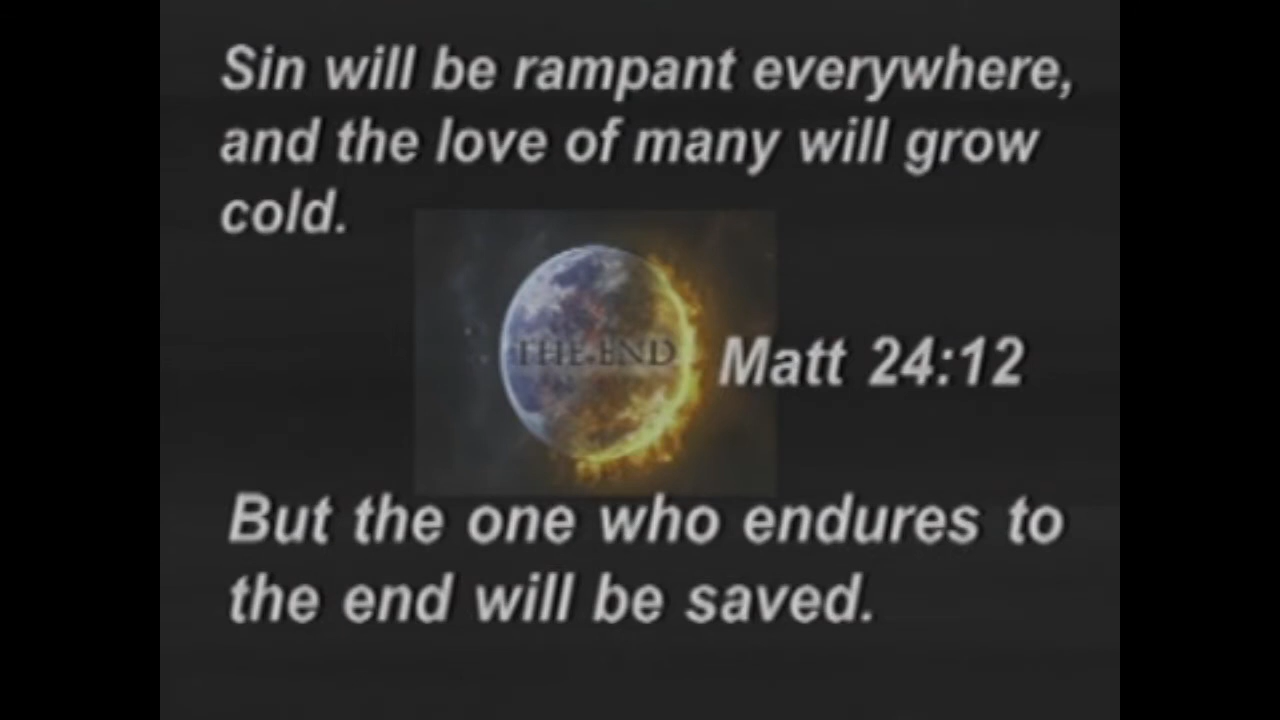 Sin will be rampant everywhere,
and the love of many will grow
cold.
THE END
Matt 24:12
But the one who endures to
the end will be saved.